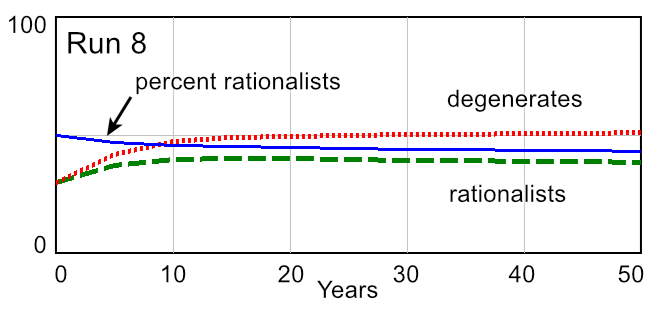 100
Run 8
percent rationalists
degenerates
rationalists
0
0 10 20 30 40 50
Years